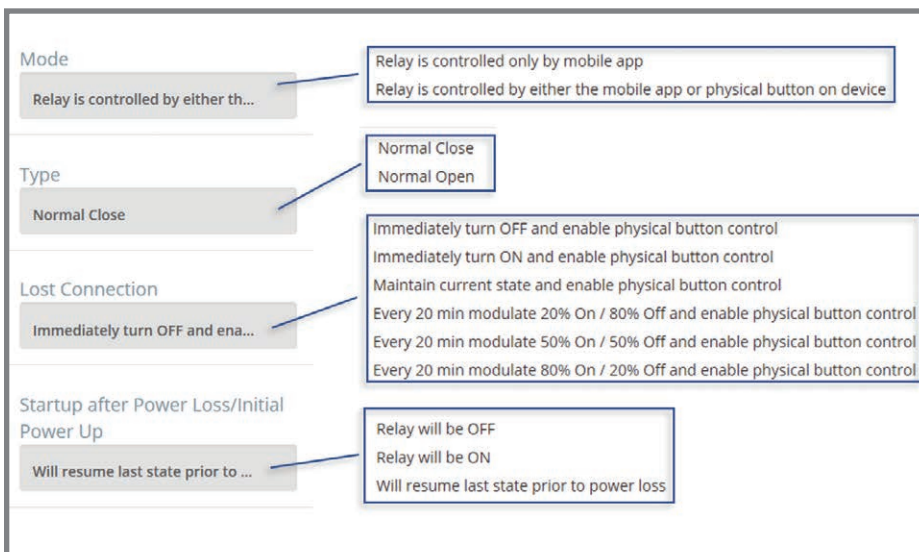 Mode
Relay is controlled by either th...
Relay is controlled only by mobile app
Relay is controlled by either the mobile app or physical button on device
Type
Normal Close
Normal Close
Normal Open
Lost Connection
Immediately turn OFF and ena...
Immediately turn OFF and enable physical button control
Immediately turn ON and enable physical button control
Maintain current state and enable physical button control
Every 20 min modulate 20% On / 80% Off and enable physical button control
Every 20 min modulate 50% On / 50% Off and enable physical button control
Every 20 min modulate 80% On / 20% Off and enable physical button control
Startup after Power Loss/Initial
Power Up
Will resume last state prior to ...
Relay will be OFF
Relay will be ON
Will resume last state prior to power loss